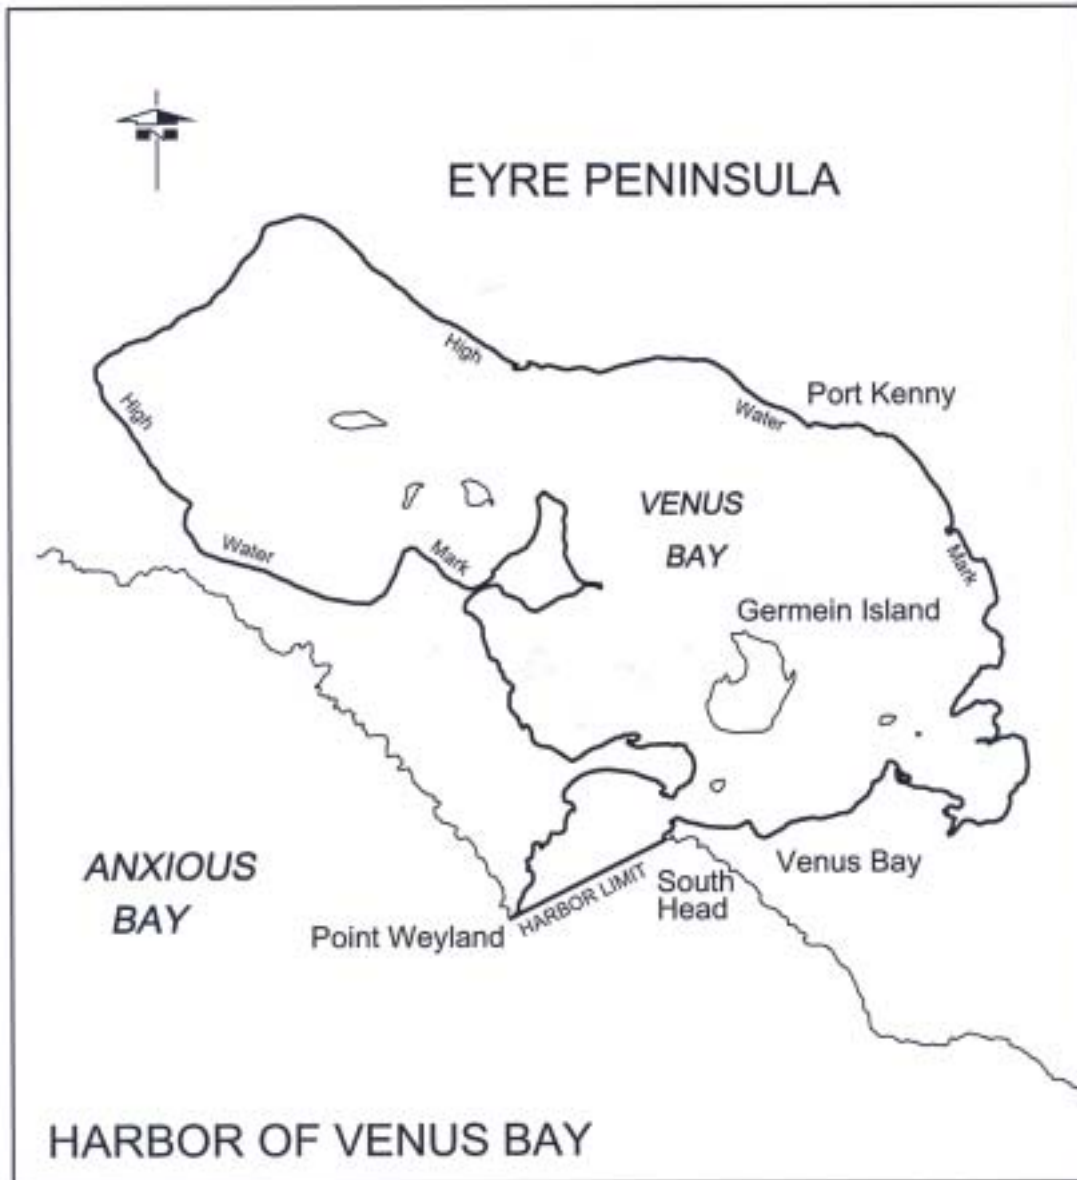 N
EYRE PENINSULA
High
High
Water
Port Kenny
VENUS
BAY
Water
Mark
Mark
Germein Island
ANXIOUS
BAY
Venus Bay
South
Head
HARBOR LIMIT
Point Weyland
HARBOR OF VENUS BAY